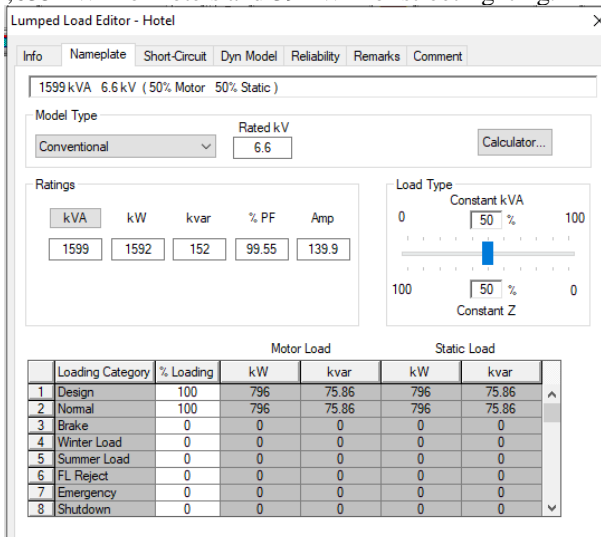 Lumped Load Editor - Hotel
Info Nameplate Short-Circuit Dyn Model Reliability Remarks Comment
1599 kVA 6.6 kV ( 50% Motor 50% Static )
Model Type
Rated kV
Conventional 6.6 Calculator...
Ratings
Load Type
Constant kVA
kVA kW kvar % PF Amp
0 50 % 100
1599 1592 152 99.55 139.9
100 50 % 0
Constant Z
Motor Load Static Load
Loading Category % Loading kW kvar kW kvar
1 Design 100 796 75.86 796 75.86
2 Normal 100 796 75.86 796 75.86
3 Brake 0 0 0 0 0
4 Winter Load 0 0 0 0 0
5 Summer Load 0 0 0 0 0
6 FL Reject 0 0 0 0 0
7 Emergency 0 0 0 0 0
8 Shutdown 0 0 0 0 0